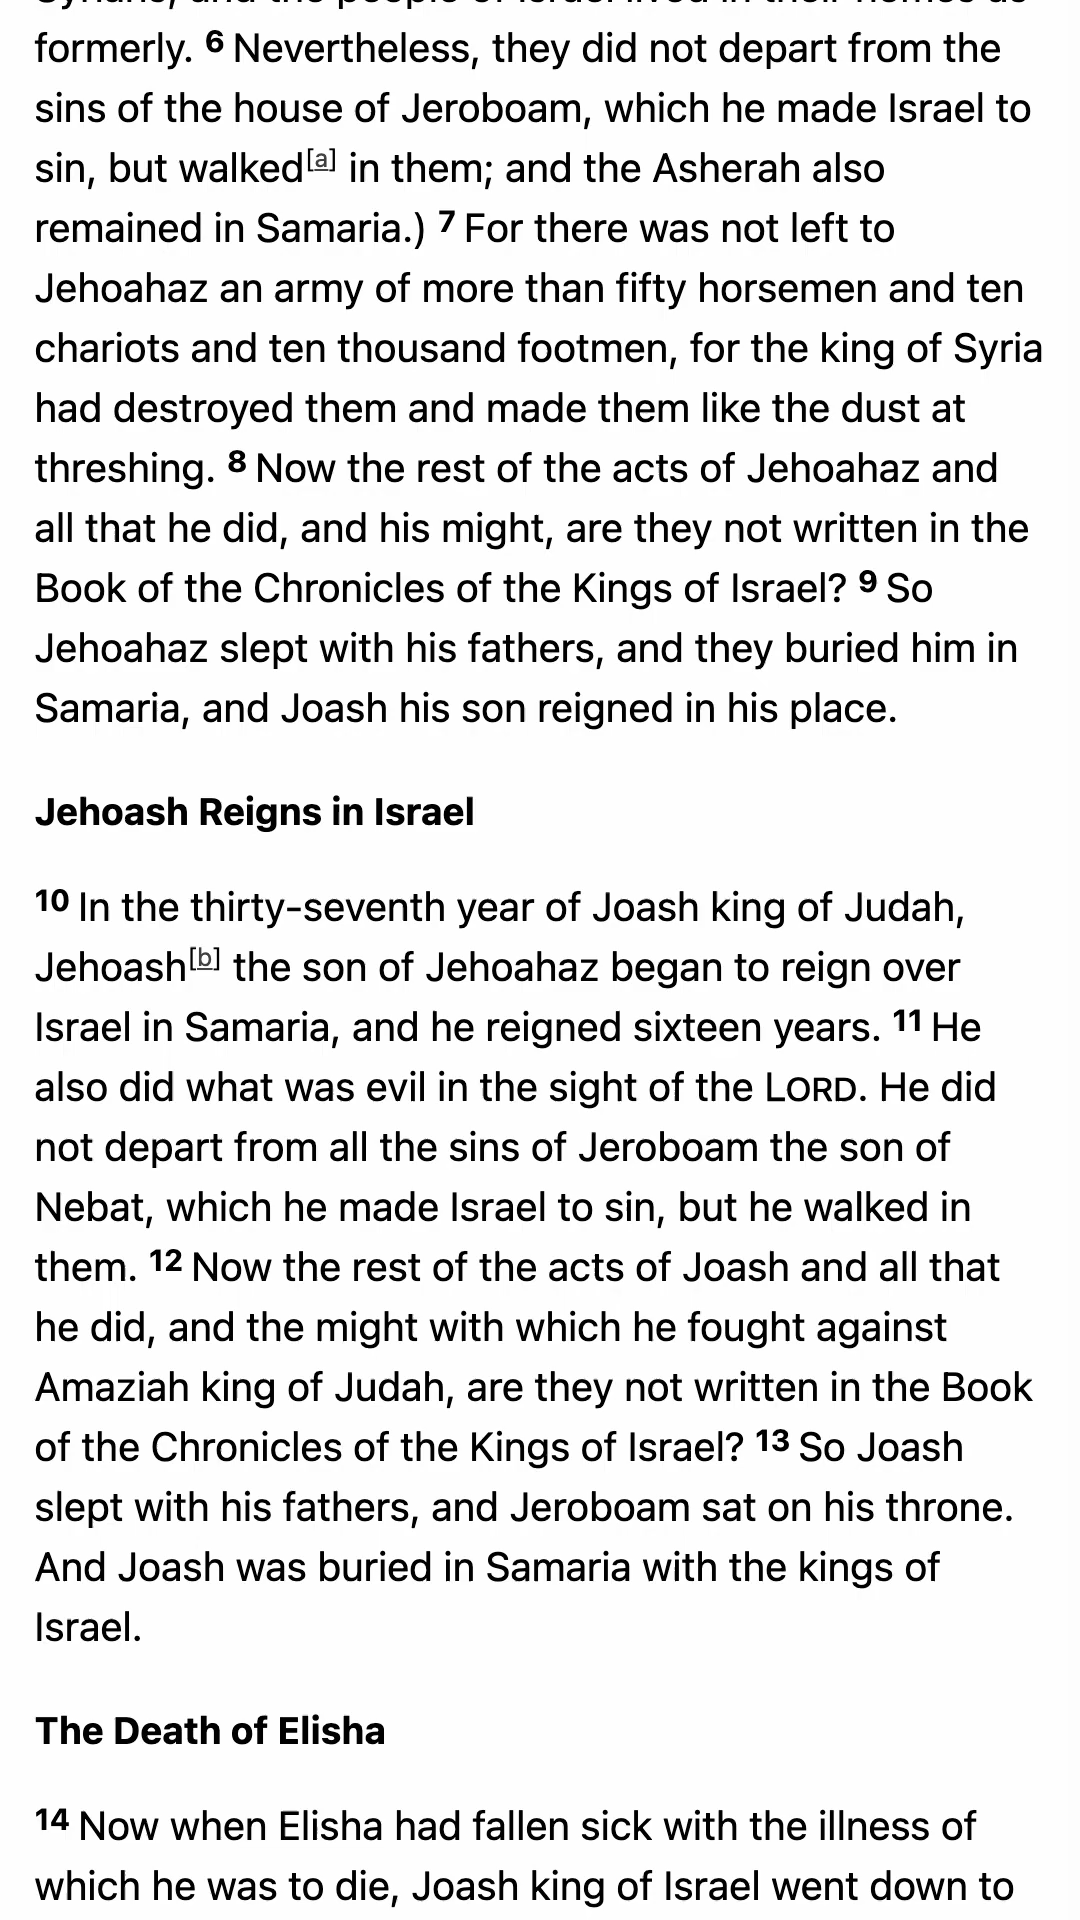 formerly. 6 Nevertheless, they did not depart from the
sins of the house of Jeroboam, which he made Israel to
sin, but walked[a] in them; and the Asherah also
remained in Samaria.) 7 For there was not left to
Jehoahaz an army of more than fifty horsemen and ten
chariots and ten thousand footmen, for the king of Syria
had destroyed them and made them like the dust at
threshing. 8 Now the rest of the acts of Jehoahaz and
all that he did, and his might, are they not written in the
Book of the Chronicles of the Kings of Israel? 9 So
Jehoahaz slept with his fathers, and they buried him in
Samaria, and Joash his son reigned in his place.
Jehoash Reigns in Israel
10 In the thirty-seventh year of Joash king of Judah,
Jehoash[b] the son of Jehoahaz began to reign over
Israel in Samaria, and he reigned sixteen years. 11 He
also did what was evil in the sight of the LORD. He did
not depart from all the sins of Jeroboam the son of
Nebat, which he made Israel to sin, but he walked in
them. 12 Now the rest of the acts of Joash and all that
he did, and the might with which he fought against
Amaziah king of Judah, are they not written in the Book
of the Chronicles of the Kings of Israel? 13 So Joash
slept with his fathers, and Jeroboam sat on his throne.
And Joash was buried in Samaria with the kings of
Israel.
The Death of Elisha
14 Now when Elisha had fallen sick with the illness of
which he was to die, Joash king of Israel went down to